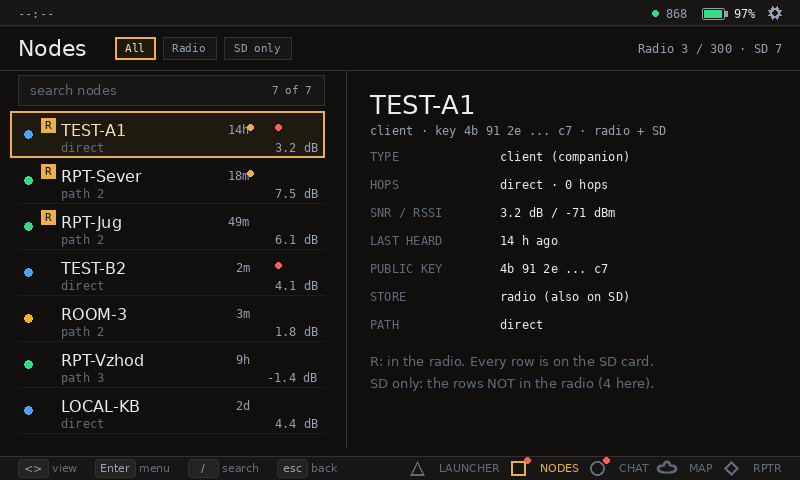 --:-- 868 97%
Nodes All Radio SD only Radio 3 / 300 · SD 7
search nodes 7 of 7
R TEST-A1 14h
direct 3.2 dB
R RPT-Sever 18m
path 2 7.5 dB
R RPT-Jug 49m
path 2 6.1 dB
TEST-B2 2m
direct 4.1 dB
ROOM-3 3m
path 2 1.8 dB
RPT-Vzhod 9h
path 3 -1.4 dB
LOCAL-KB 2d
direct 4.4 dB
TEST-A1
client · key 4b 91 2e ... c7 · radio + SD
TYPE client (companion)
HOPS direct · 0 hops
SNR / RSSI 3.2 dB / -71 dBm
LAST HEARD 14 h ago
PUBLIC KEY 4b 91 2e ... c7
STORE radio (also on SD)
PATH direct
R: in the radio. Every row is on the SD card.
SD only: the rows NOT in the radio (4 here).
<> view Enter menu / search esc back LAUNCHER NODES CHAT MAP RPTR